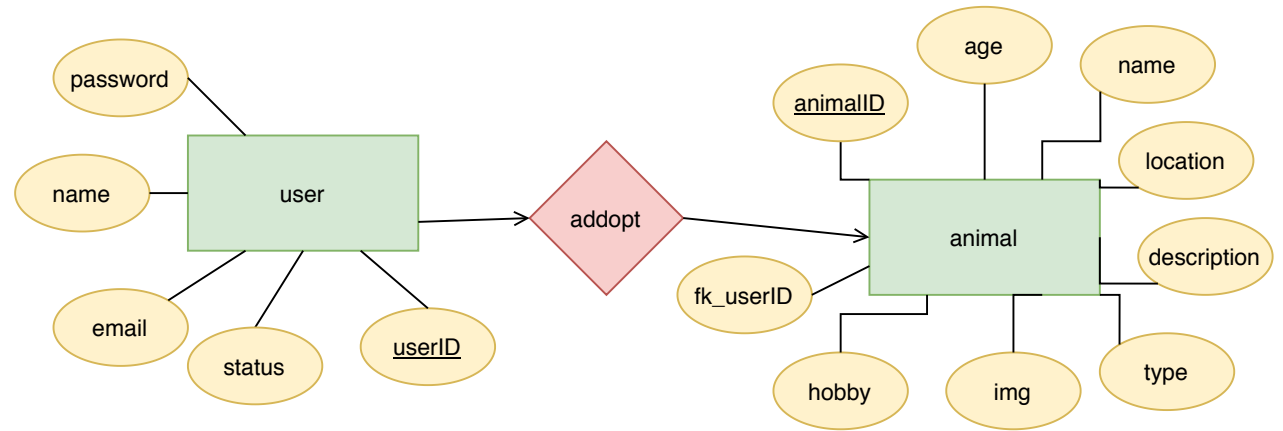 age
name
password
animalID
location
name
user
addopt
animal
description
fk_userID
email
status
userID
hobby
img
type